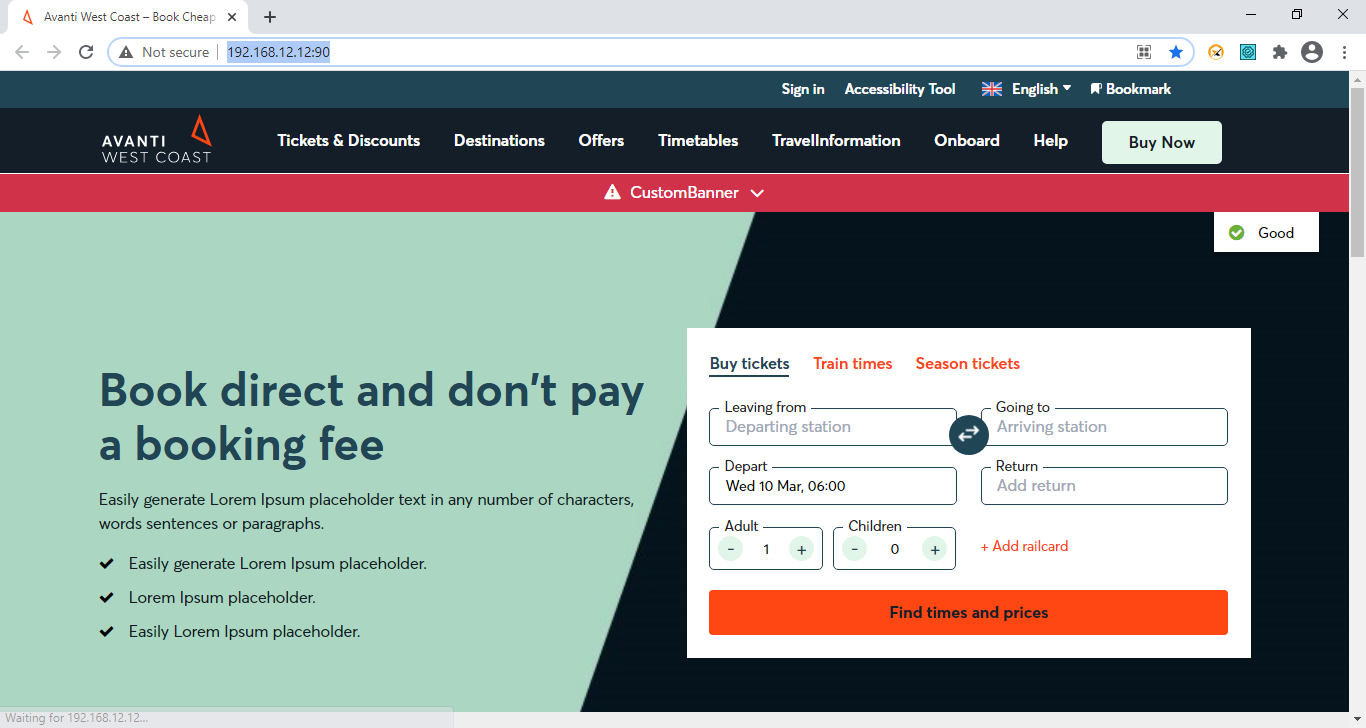 Avanti West Coast – Book Cheap
Not secure
192.168.12.12:90
Sign in
Accessibility Tool
English
Bookmark
AVANTI
WEST COAST
Tickets & Discounts
Destinations
Offers
Timetables
TravelInformation
Onboard
Help
Buy Now
CustomBanner
Good
Book direct and don't pay
a booking fee
Easily generate Lorem Ipsum placeholder text in any number of characters,
words sentences or paragraphs.
Easily generate Lorem Ipsum placeholder.
Lorem Ipsum placeholder.
Easily Lorem Ipsum placeholder.
Buy tickets
Train times
Season tickets
Leaving from
Departing station
Going to
Arriving station
Depart
Wed 10 Mar, 06:00
Return
Add return
Adult
- 1 +
Children
- 0 +
+ Add railcard
Find times and prices
Waiting for 192.168.12.12...